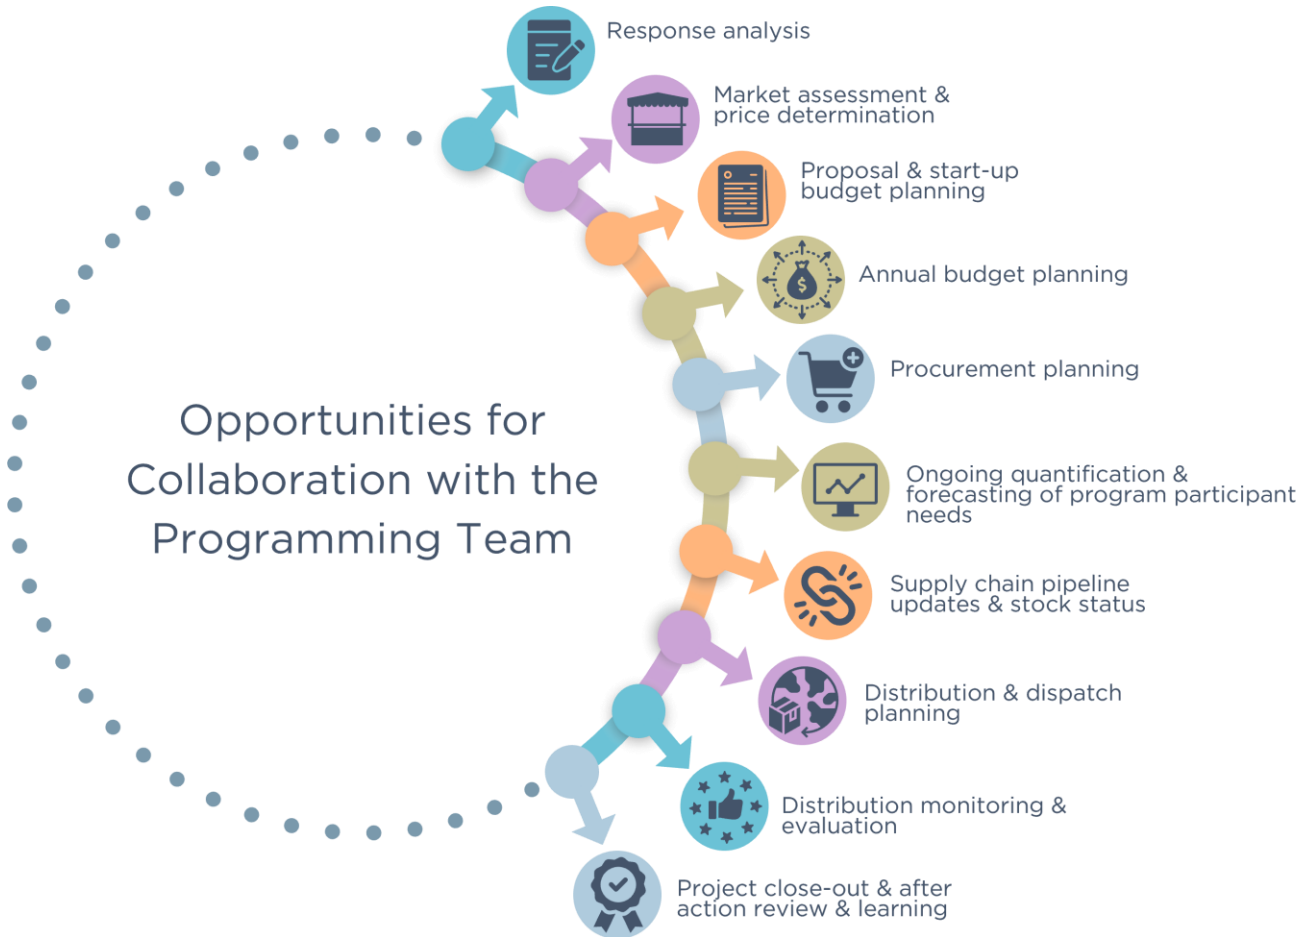 Response analysis
Market assessment &
price determination
Proposal & start-up
budget planning
Annual budget planning
Procurement planning
Opportunities for
Collaboration with the
Programming Team
Ongoing quantification &
forecasting of program participant
needs
Supply chain pipeline
updates & stock status
Distribution & dispatch
planning
Distribution monitoring &
evaluation
Project close-out & after
action review & learning
$